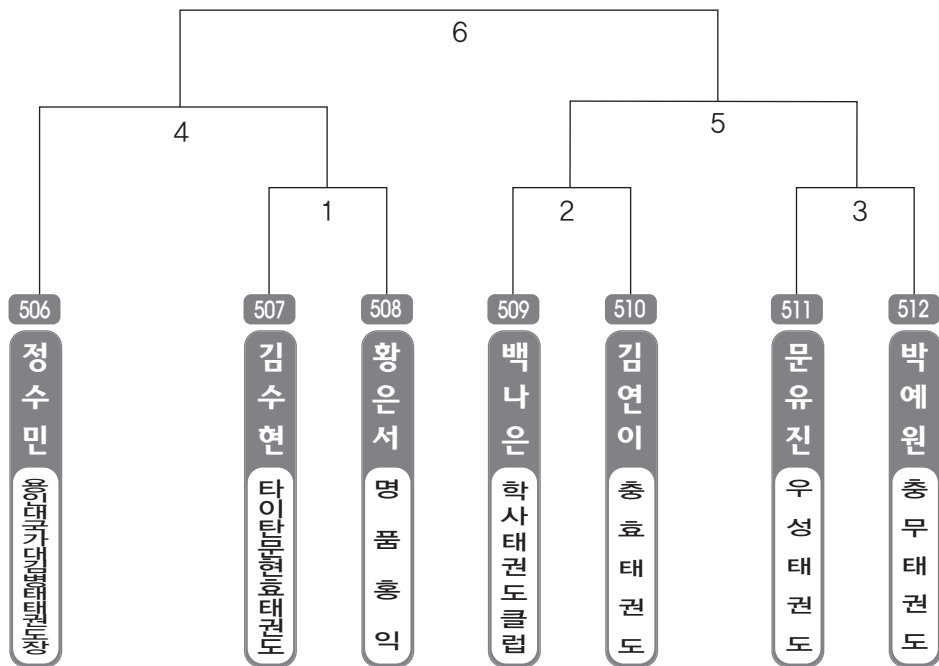 6
4
5
1
2
3
506
507
508
509
510
511
512
정수민
김수현
황은서
백나은
김연이
문유진
박예원
용인대국가대김병태태권도장
타이탄문현효태권도
명품홍익
학사태권도클럽
충효태권도
우성태권도
충무태권도